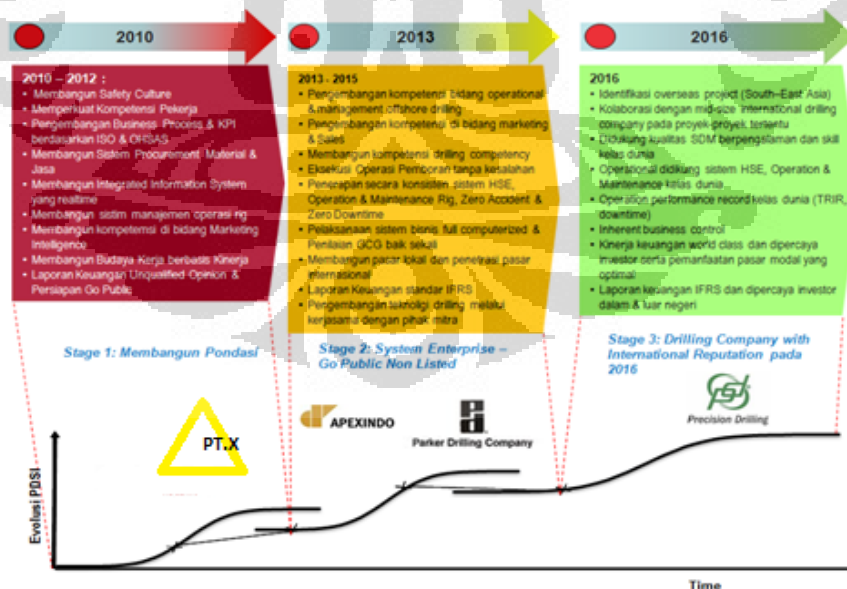 2010
2013
2016
2010 – 2012 :
• Membangun Safety Culture
• Memperkuat Kompetensi Pekerja
• Pengembangan Business Process & KPI
berdasarkan ISO & OHSAS
• Membangun Sistem Procurement Material &
Jasa
• Membangun Integrated Information System
yang realtime
• Membangun sistim manajemen operasi rig
• Membangun kompetemsi di bidang Marketing
Intelligence
• Membangun Budaya Kerja berbasis Kinerja
• Laporan Keuangan Unqualified Opinion &
Persiapan Go Public
2013 - 2015
• Pengembangan kompetensi bidang operational
& management offshore drilling
• Pengembangan kompetensi di bidang marketing
& Sales
• Membangun kompetensi drilling competency
• Eksekusi Operasi Pemboran tanpa kesalahan
• Penerapan secara konsisten sistem HSE,
Operation & Maintenance Rig, Zero Accident &
Zero Downtime
• Pelaksanaan sistem bisnis full computerized &
Penilaian GCG baik sekali
• Membangun pasar lokal dan penetrasi pasar
internasional
• Laporan Keuangan standar IFRS
• Pengembangan teknologi drilling melalui
kerjasama dengan pihak mitra
2016
• Identifikasi overseas project (South-East Asia)
• Kolaborasi dengan mid-size international drilling
company pada proyek-proyek tertentu
• Didukung kualitas SDM berpengalaman dan skill
kelas dunia
• Operasional didikung sistem HSE, Operation &
Maintenance kelas dunia
• Operation performance record kelas dunia (TRIR,
downtime)
• Inherent business control
• Kinerja keuangan world class dan dipercaya
investor serta pemanfaatan pasar modal yang
optimal
• Laporan keuangan IFRS dan dipercaya investor
dalam & luar negeri
Stage 1: Membangun Pondasi
Stage 2: System Enterprise –
Go Public Non Listed
Stage 3: Drilling Company with
International Reputation pada
2016
PT.X
APEXINDO
Parker Drilling Company
Precision Drilling
Evolusi PDSI
Time